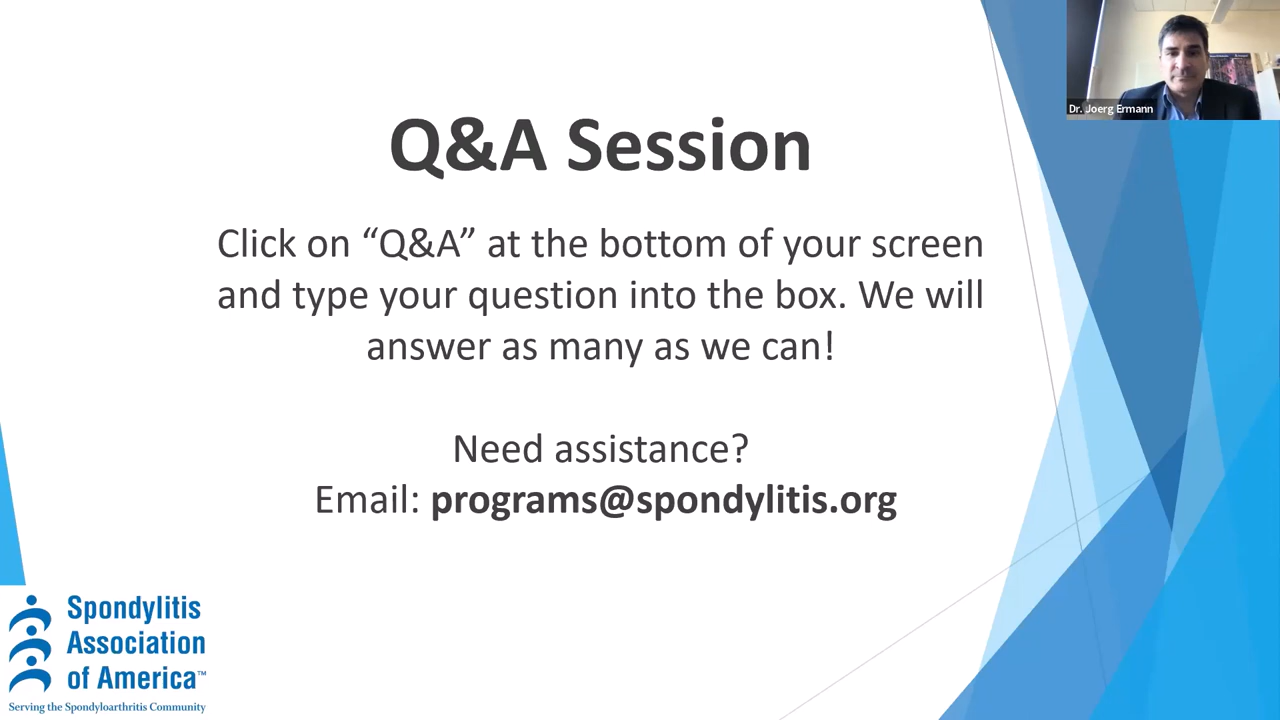 Dr. Joerg Ermann
Q&A Session
Click on “Q&A” at the bottom of your screen
and type your question into the box. We will
answer as many as we can!
Need assistance?
Email: programs@spondylitis.org
Spondylitis
Association
of America™
Serving the Spondyloarthritis Community